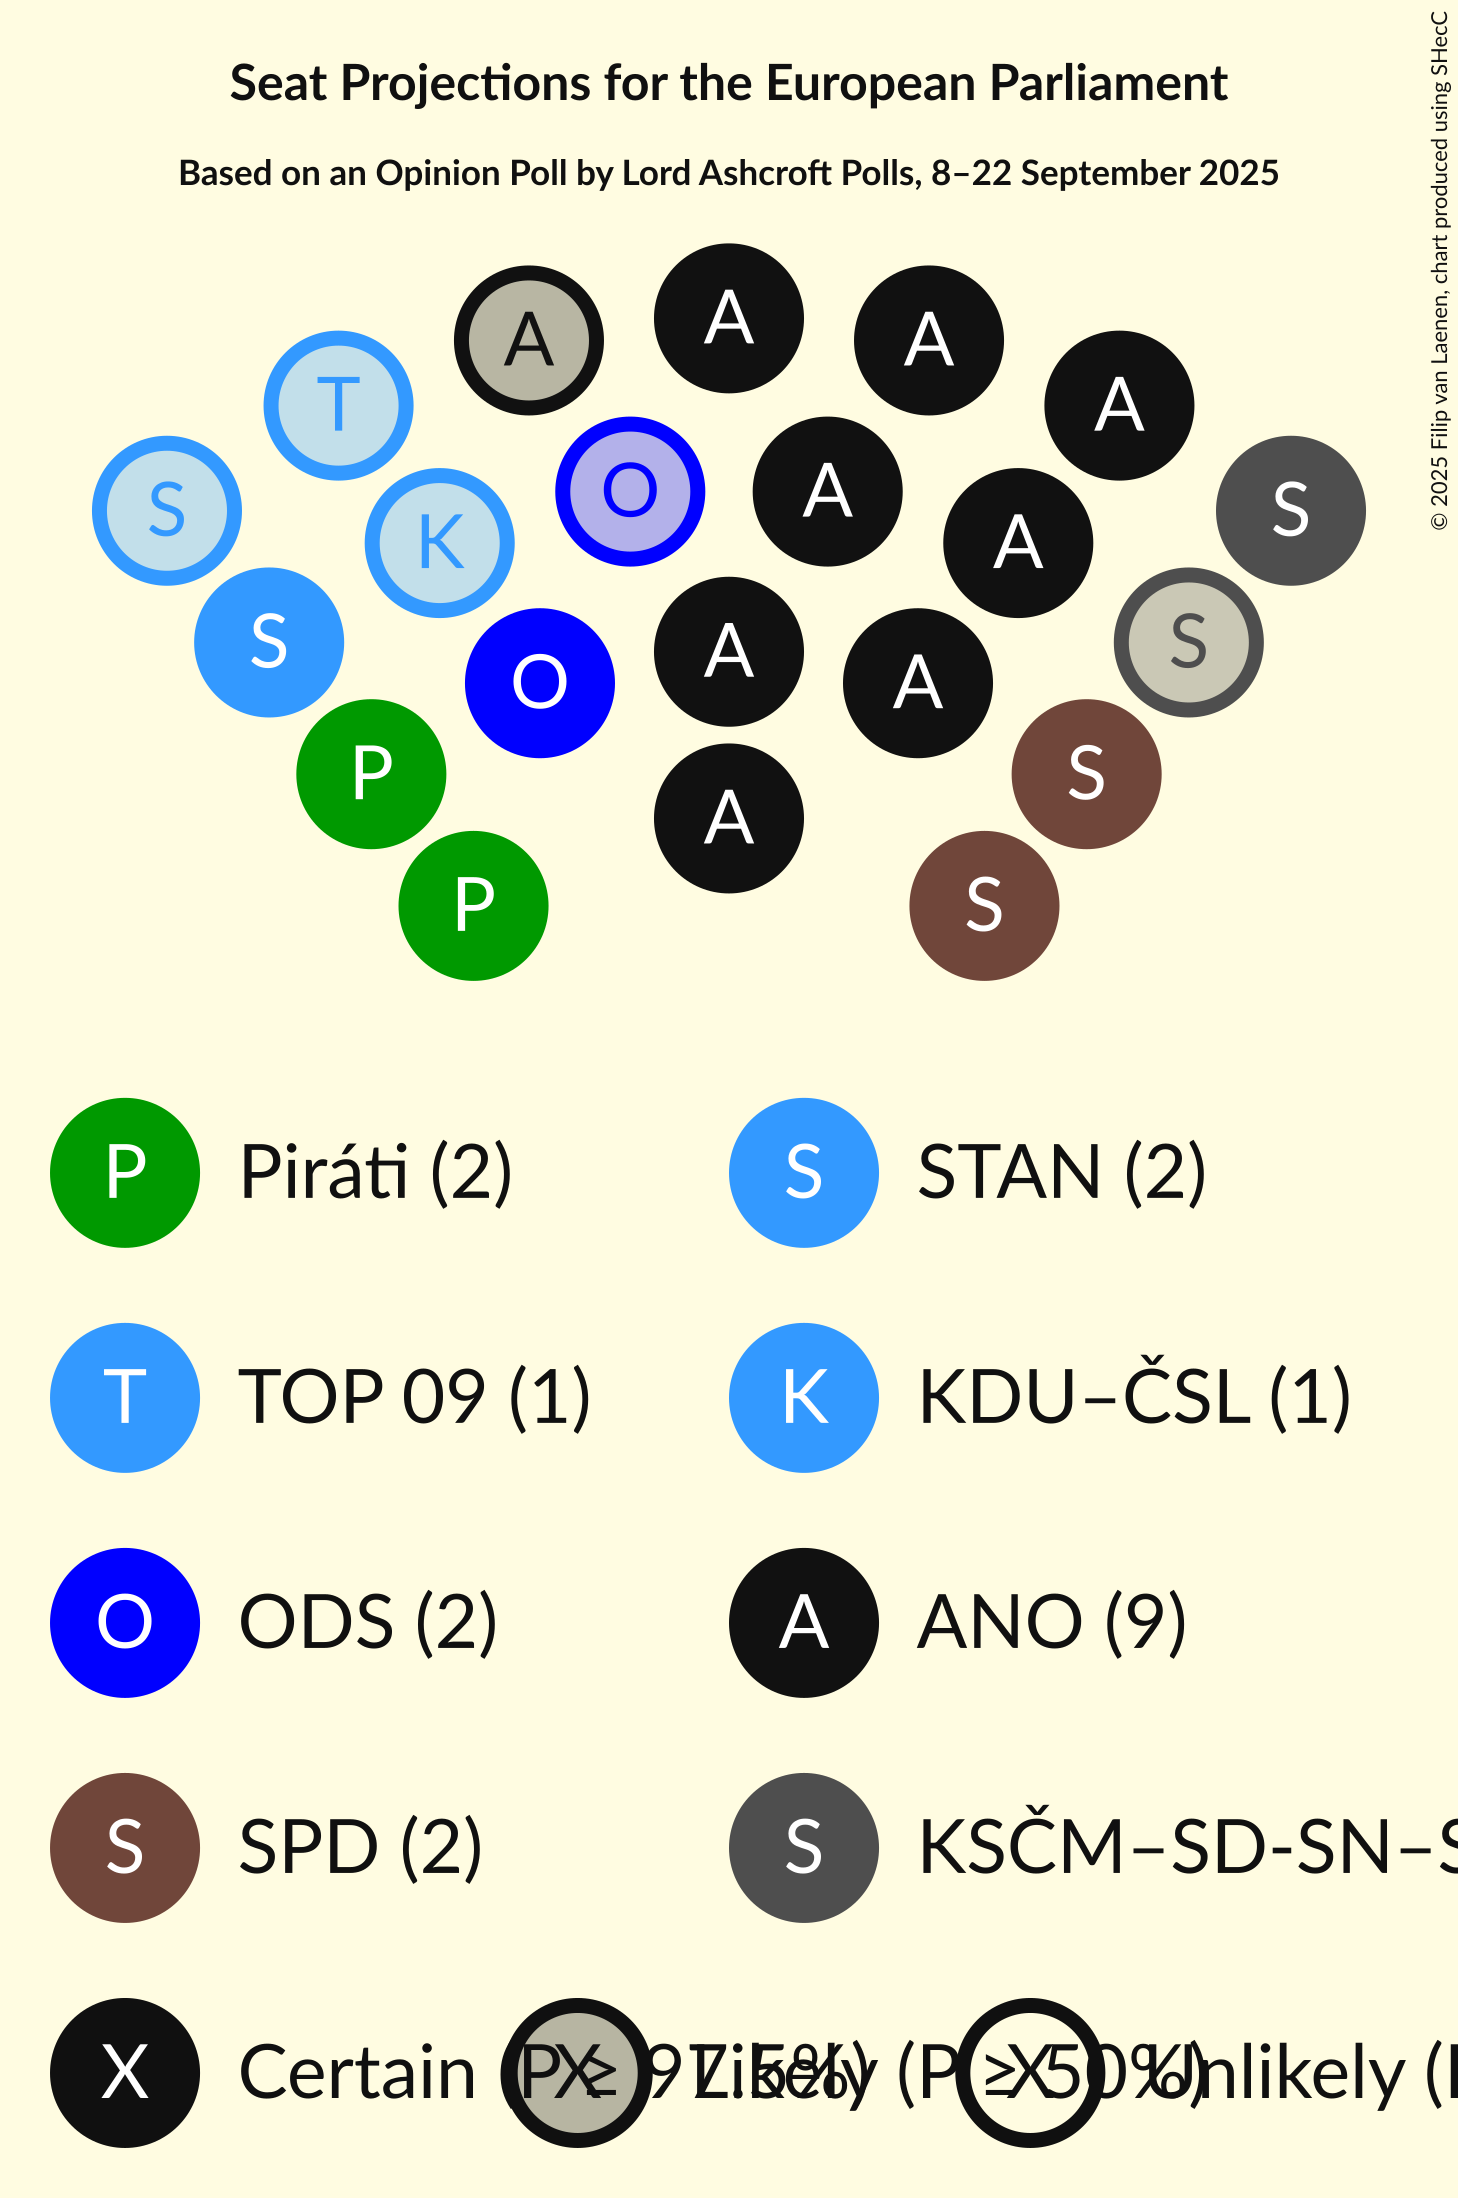 Seat Projections for the European Parliament
Based on an Opinion Poll by Lord Ashcroft Polls, 8–22 September 2025
© 2025 Filip van Laenen, chart produced using SHecC
A
A A
T A
S O A S
K A
S A S
O A
P S
A
P S
P Piráti (2) S STAN (2)
T TOP 09 (1) K KDU–ČSL (1)
O ODS (2) A ANO (9)
S SPD (2) S KSČM–SD-SN–S
X Certain (P ≥ 97.5%) X Likely (P ≥ 50%) X Unlikely (